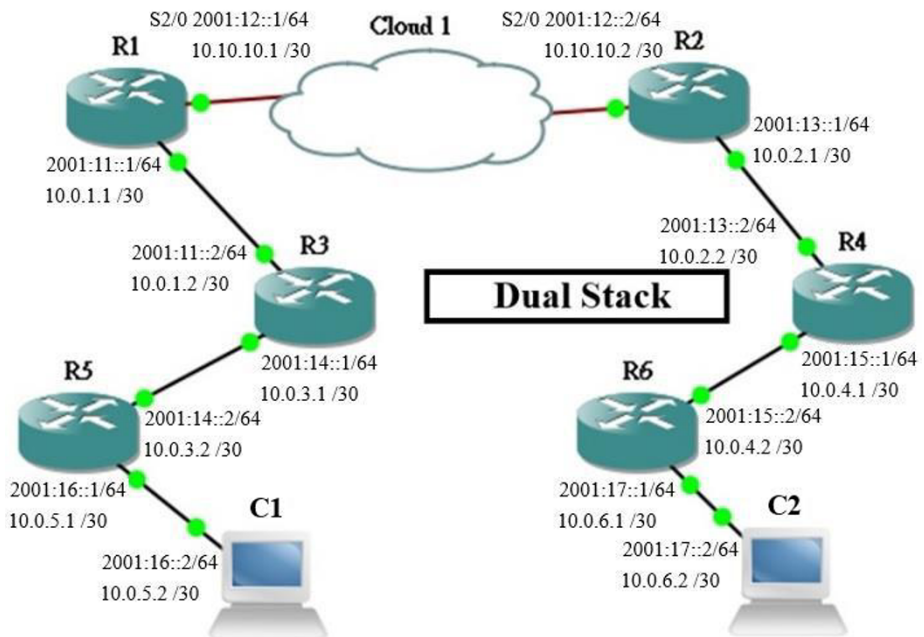 S2/0 2001:12::1/64
10.10.10.1 /30
Cloud 1
S2/0 2001:12::2/64
10.10.10.2 /30
R1
R2
2001:11::1/64
10.0.1.1 /30
2001:13::1/64
10.0.2.1 /30
2001:11::2/64
10.0.1.2 /30
R3
2001:13::2/64
10.0.2.2 /30
R4
Dual Stack
2001:14::1/64
10.0.3.1 /30
2001:15::1/64
10.0.4.1 /30
R5
2001:14::2/64
10.0.3.2 /30
R6
2001:15::2/64
10.0.4.2 /30
2001:16::1/64
10.0.5.1 /30
C1
2001:17::1/64
10.0.6.1 /30
C2
2001:16::2/64
10.0.5.2 /30
2001:17::2/64
10.0.6.2 /30